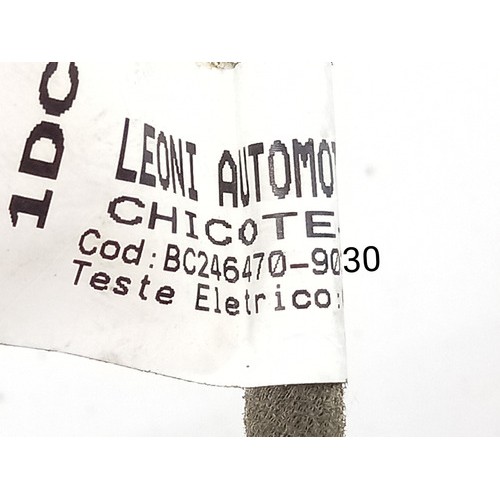 1DC
LEONI AUTOMO
CHICOTE
Cod:BC246470-9030
Teste Eletrico: